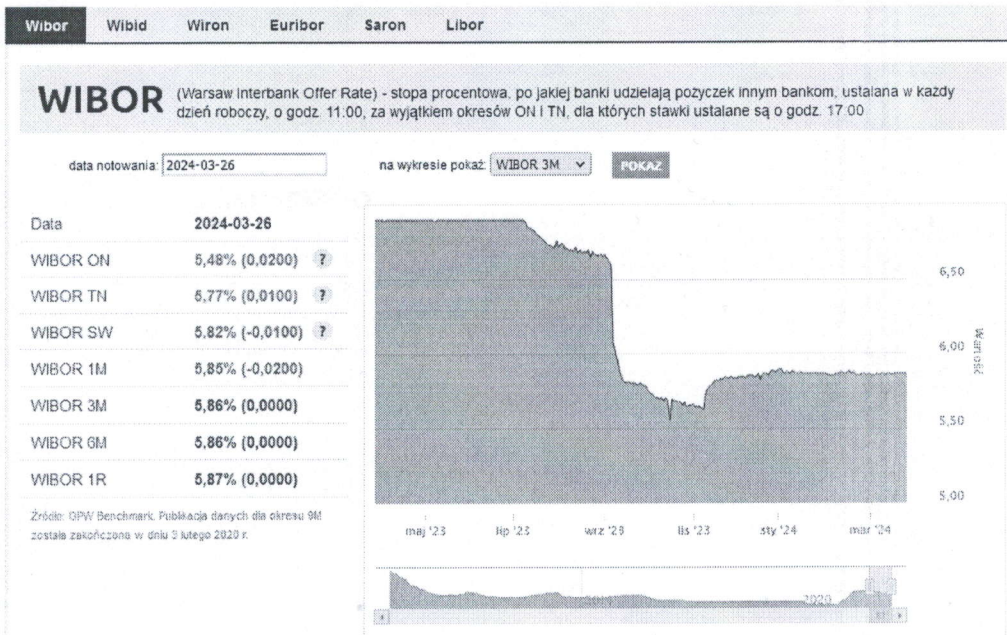 Wibor Wibid Wiron Euribor Saron Libor
WIBOR (Warsaw Interbank Offer Rate) - stopa procentowa, po jakiej banki udzielają pożyczek innym bankom, ustalana w każdy
dzień roboczy, o godz. 11:00, za wyjątkiem okresów ON i TN, dla których stawki ustalane są o godz. 17:00
data notowania: 2024-03-26 na wykresie pokaż: WIBOR 3M POKAŻ
Data 2024-03-26
WIBOR ON 5,48% (0,0200) ?
WIBOR TN 5,77% (0,0100) ?
WIBOR SW 5,82% (-0,0100) ?
WIBOR 1M 5,85% (-0,0200)
WIBOR 3M 5,86% (0,0000)
WIBOR 6M 5,86% (0,0000)
WIBOR 1R 5,87% (0,0000)
Źródło: GPW Benchmark. Publikacja danych dla okresu 9M
została zakończona w dniu 3 lutego 2020 r.
6,50
6,00
5,50
5,00
Wartość
maj '23 lip '23 wrz '23 lis '23 sty '24 mar '24
2020